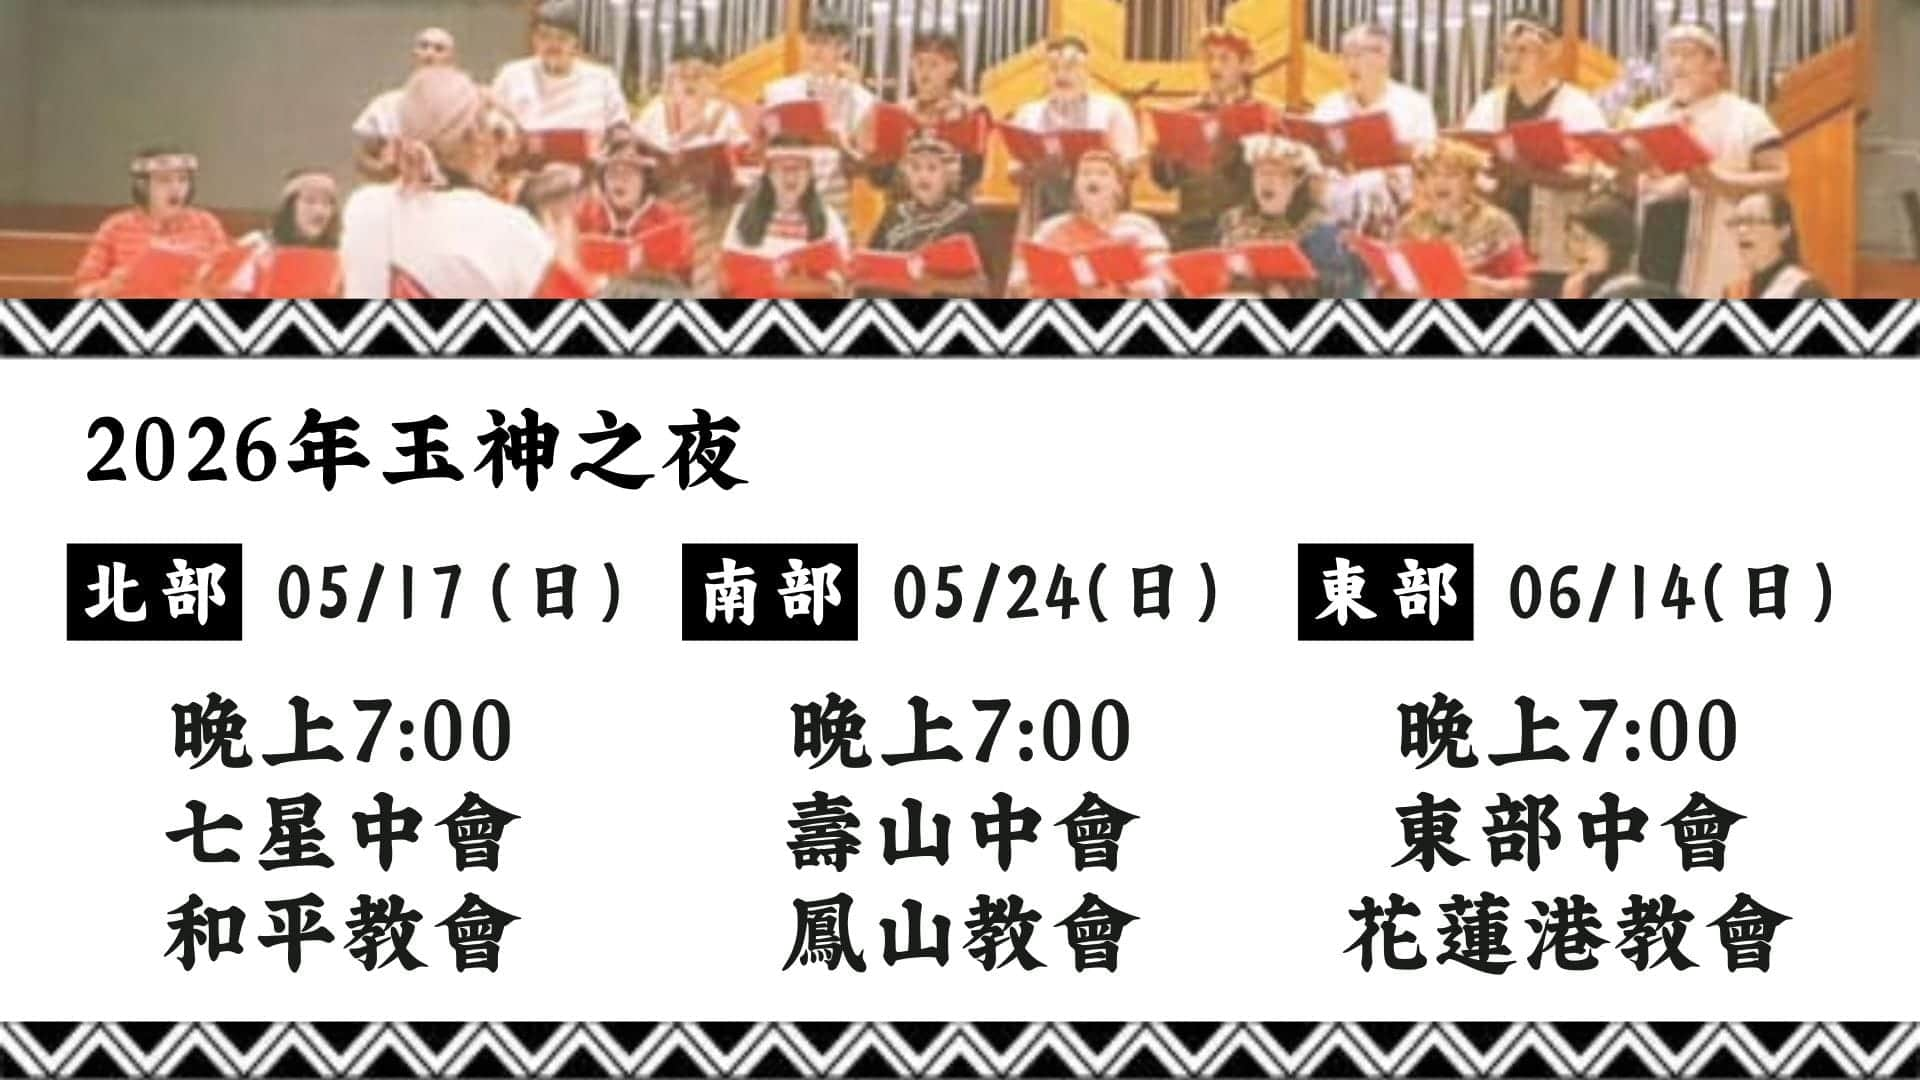 2026年玉神之夜
北部 05/17(日)
晚上7:00
七星中會
和平教會
南部 05/24(日)
晚上7:00
壽山中會
鳳山教會
東部 06/14(日)
晚上7:00
東部中會
花蓮港教會